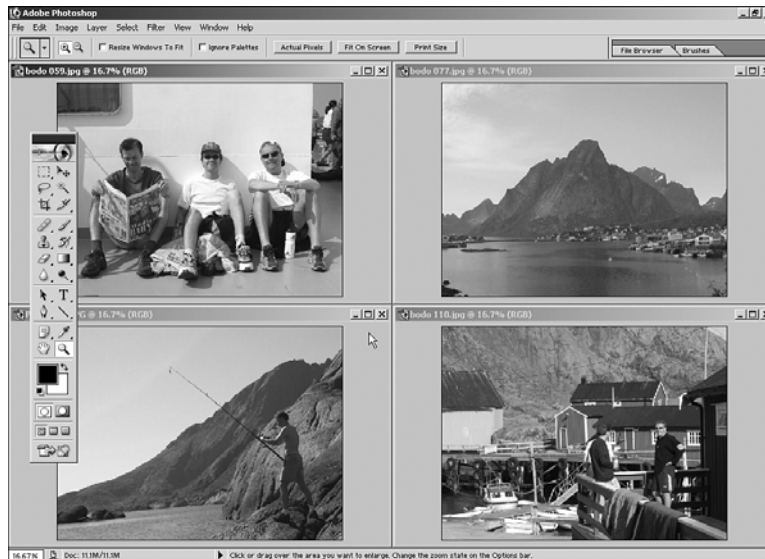 Adobe Photoshop
File Edit Image Layer Select Filter View Window Help
Resize Windows To Fit Ignore Palettes Actual Pixels Fit On Screen Print Size File Browser Brushes
bodo 059.jpg @ 16.7% (RGB)
bodo 077.jpg @ 16.7% (RGB)
@ 16.7% (RGB)
bodo 110.jpg @ 16.7% (RGB)
T
16.67% Doc: 11.1M/11.1M Click or drag over the area you want to enlarge. Change the zoom state on the Options bar.